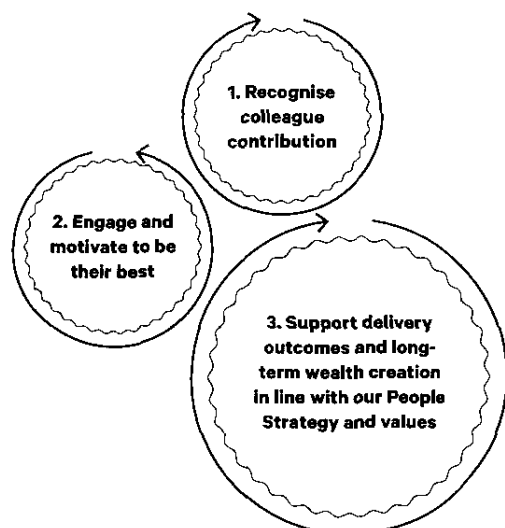 1. Recognise
colleague
contribution
2. Engage and
motivate to be
their best
3. Support delivery
outcomes and long-
term wealth creation
in line with our People
Strategy and values